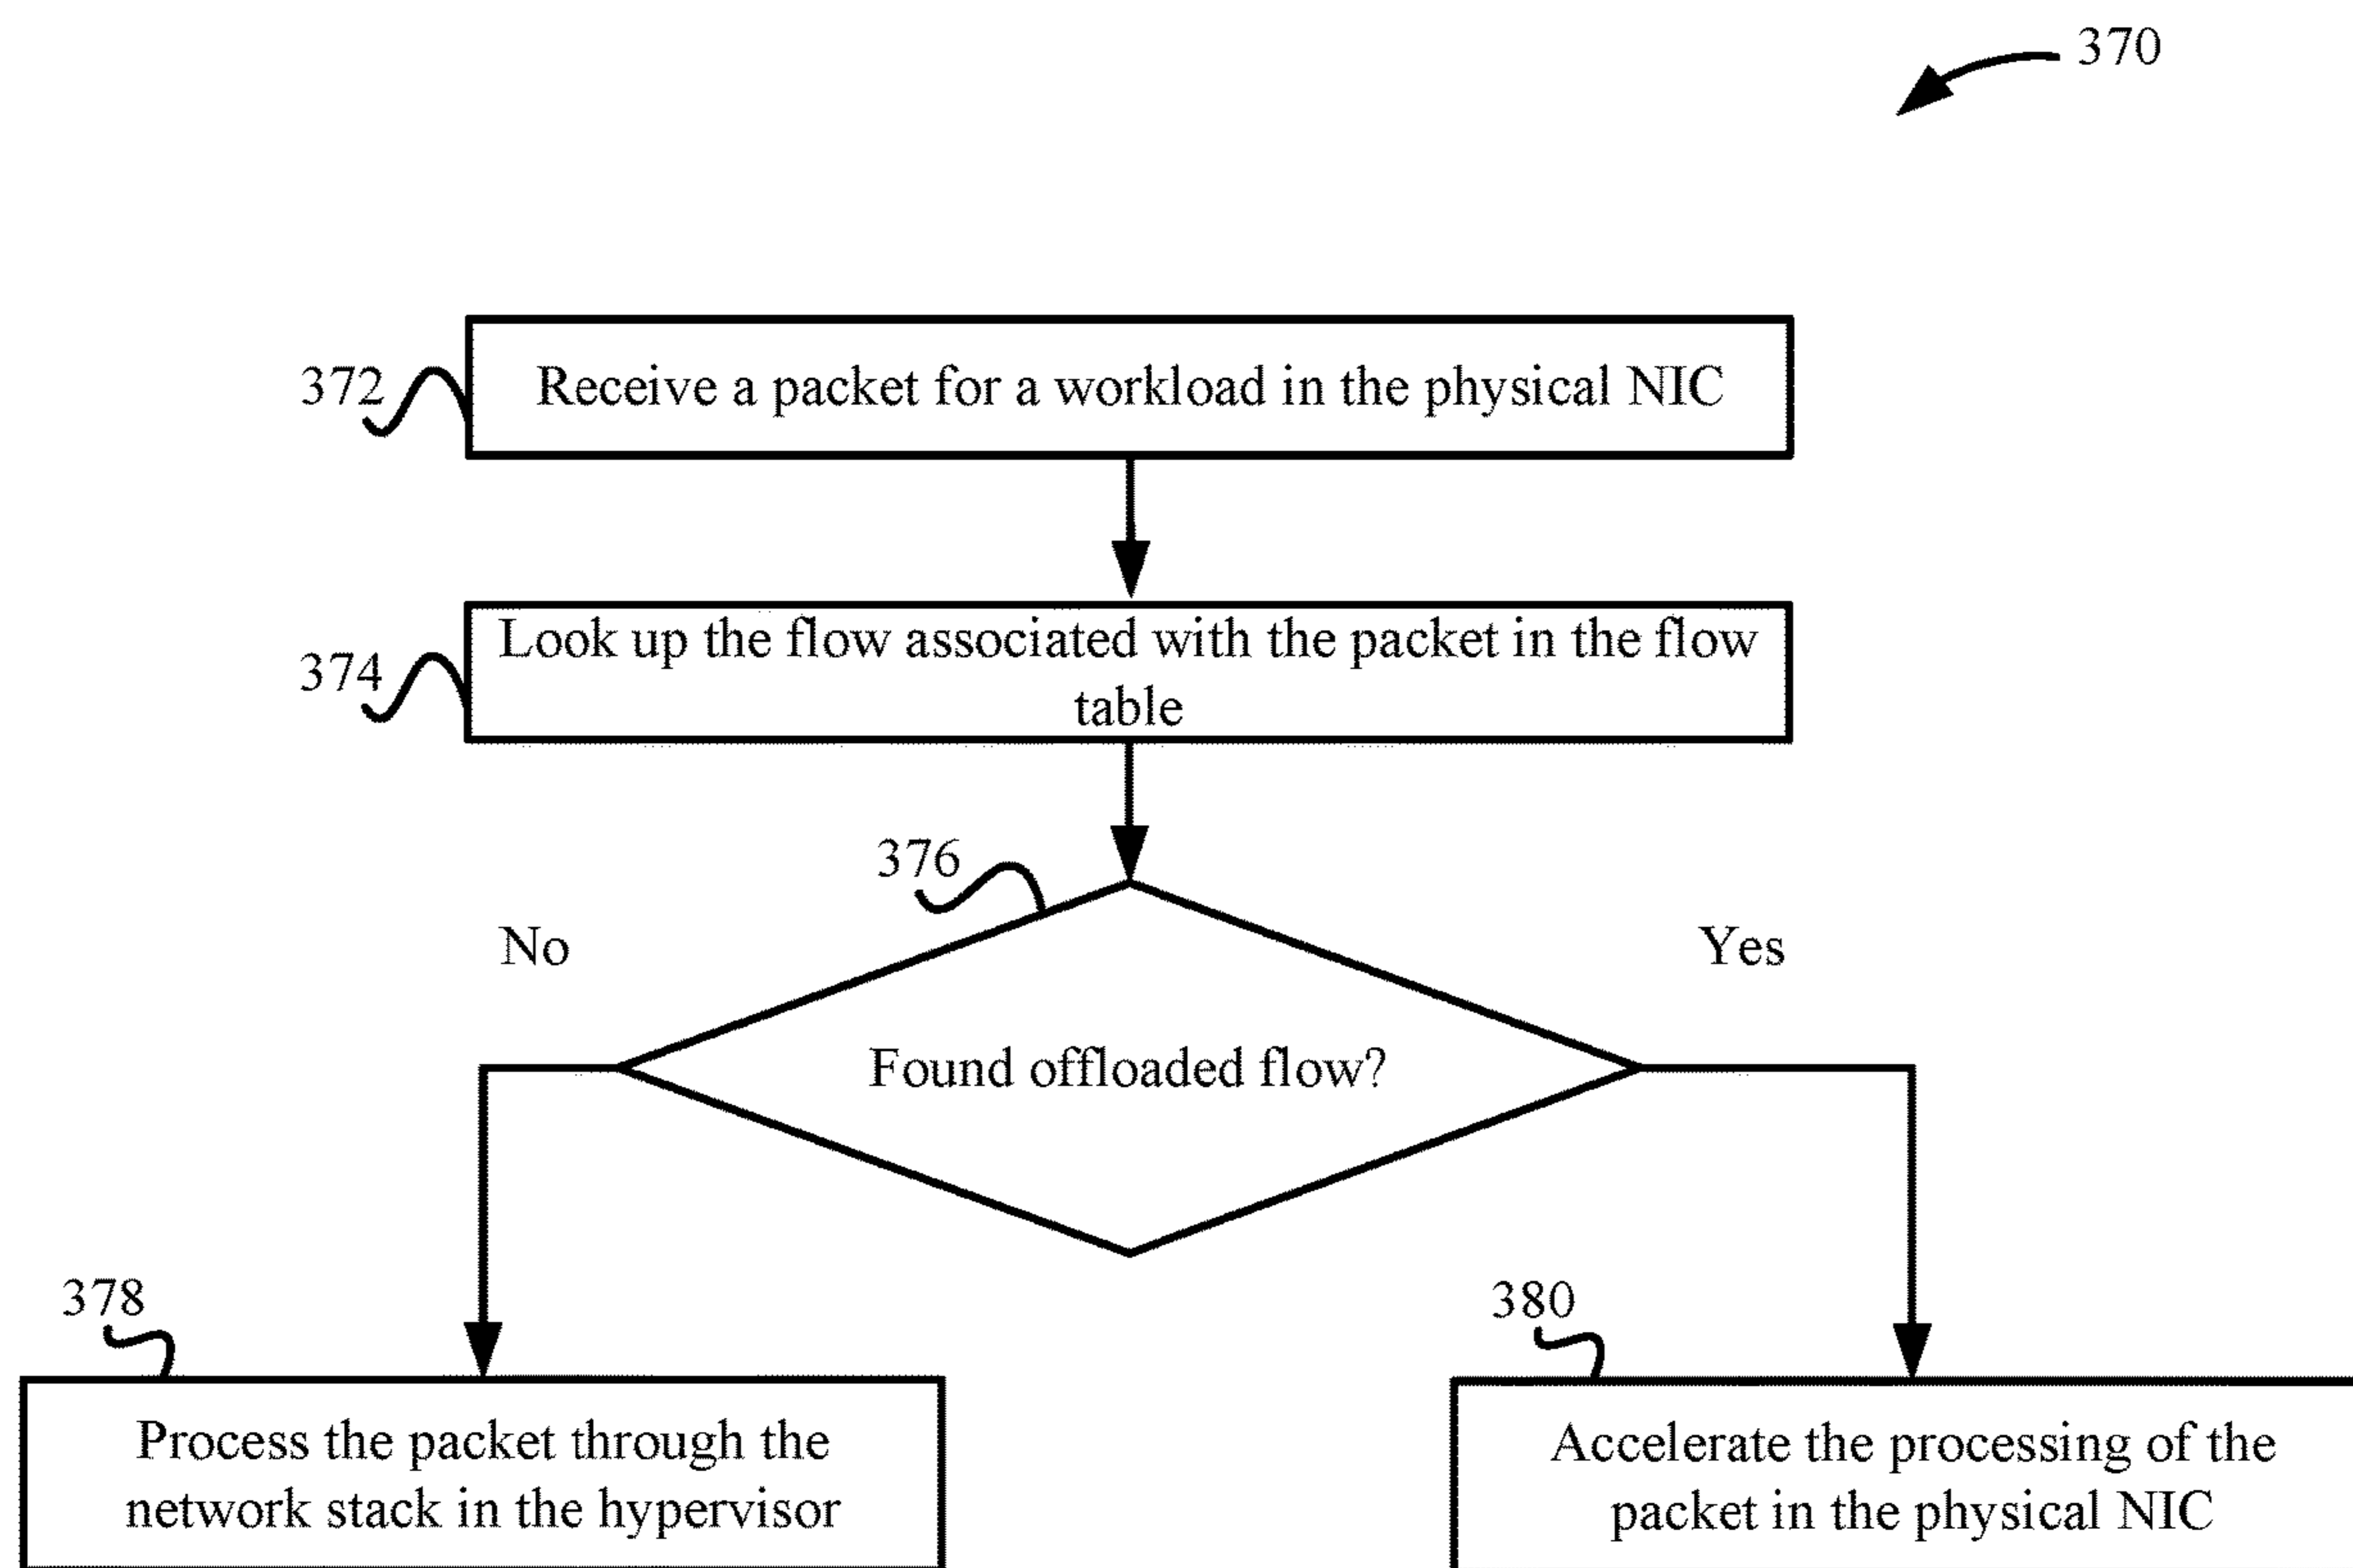 370
372
Receive a packet for a workload in the physical NIC
374
Look up the flow associated with the packet in the flow
table
376
No
Yes
Found offloaded flow?
378
380
Process the packet through the
network stack in the hypervisor
Accelerate the processing of the
packet in the physical NIC